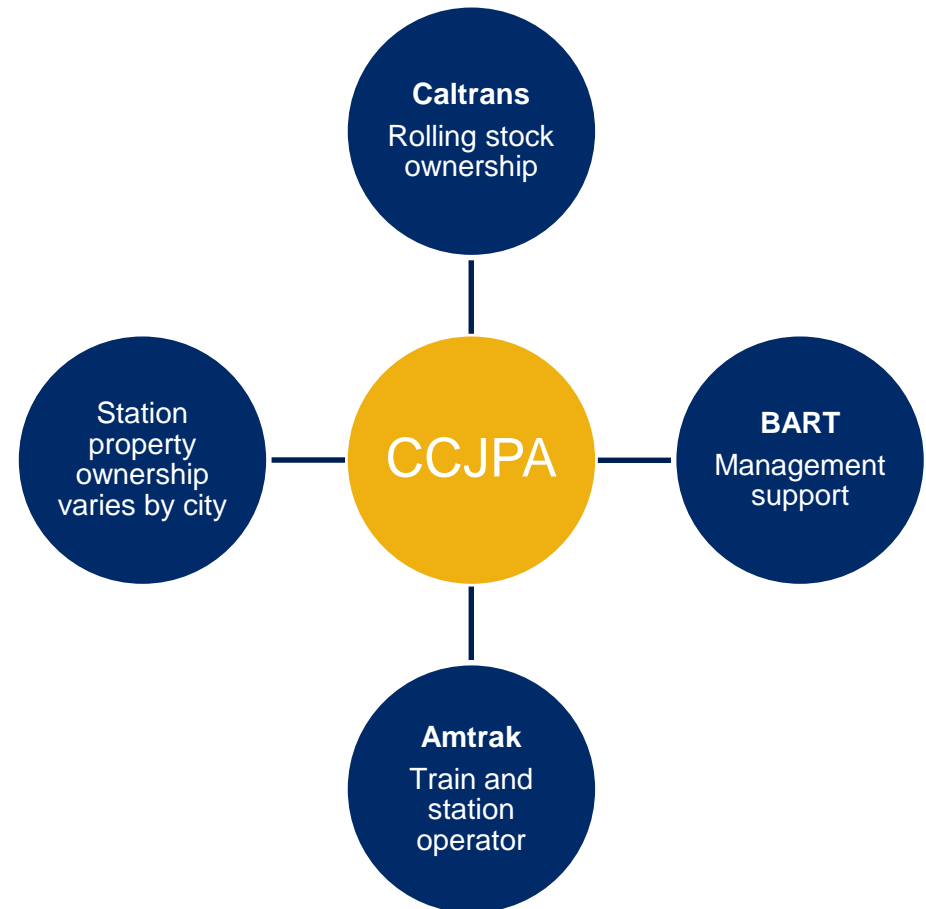 Caltrans
Rolling stock
ownership
Station
property
ownership
varies by city
CCJPA
BART
Management
support
Amtrak
Train and
station
operator